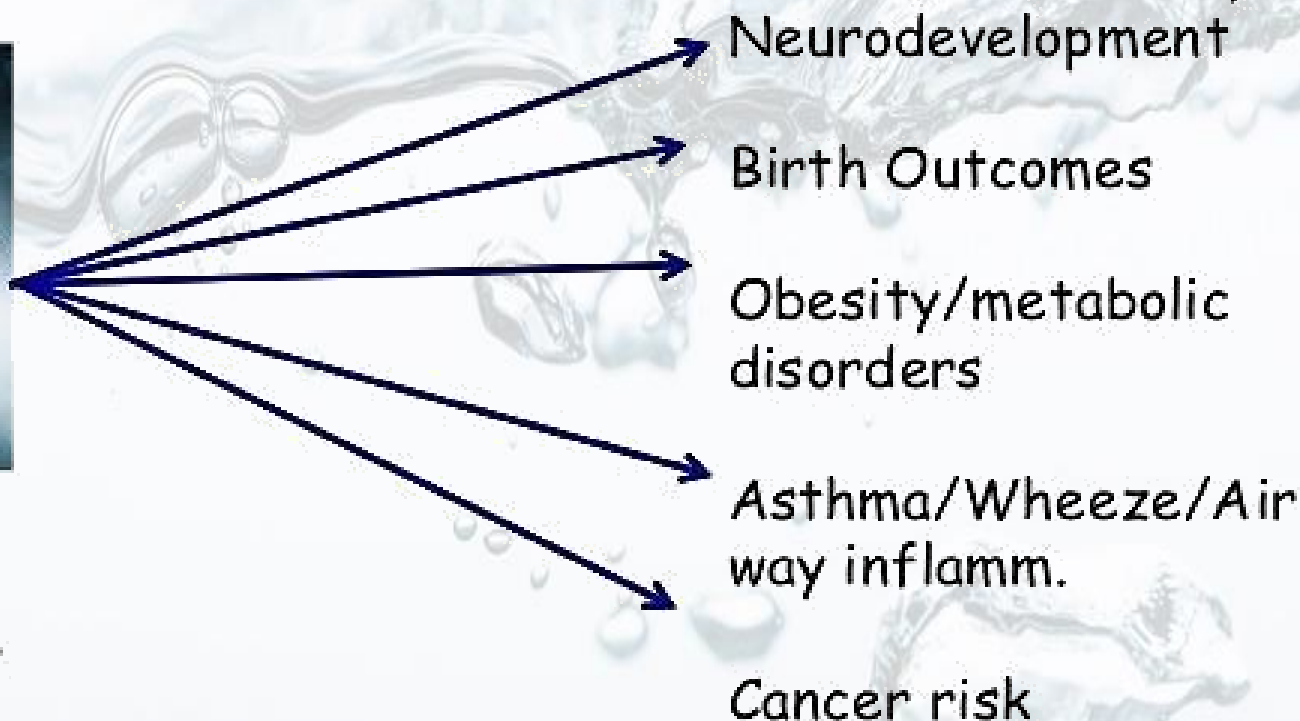 Neurodevelopment
Birth Outcomes
Obesity/metabolic
disorders
Asthma/Wheeze/Air
way inflamm.
Cancer risk